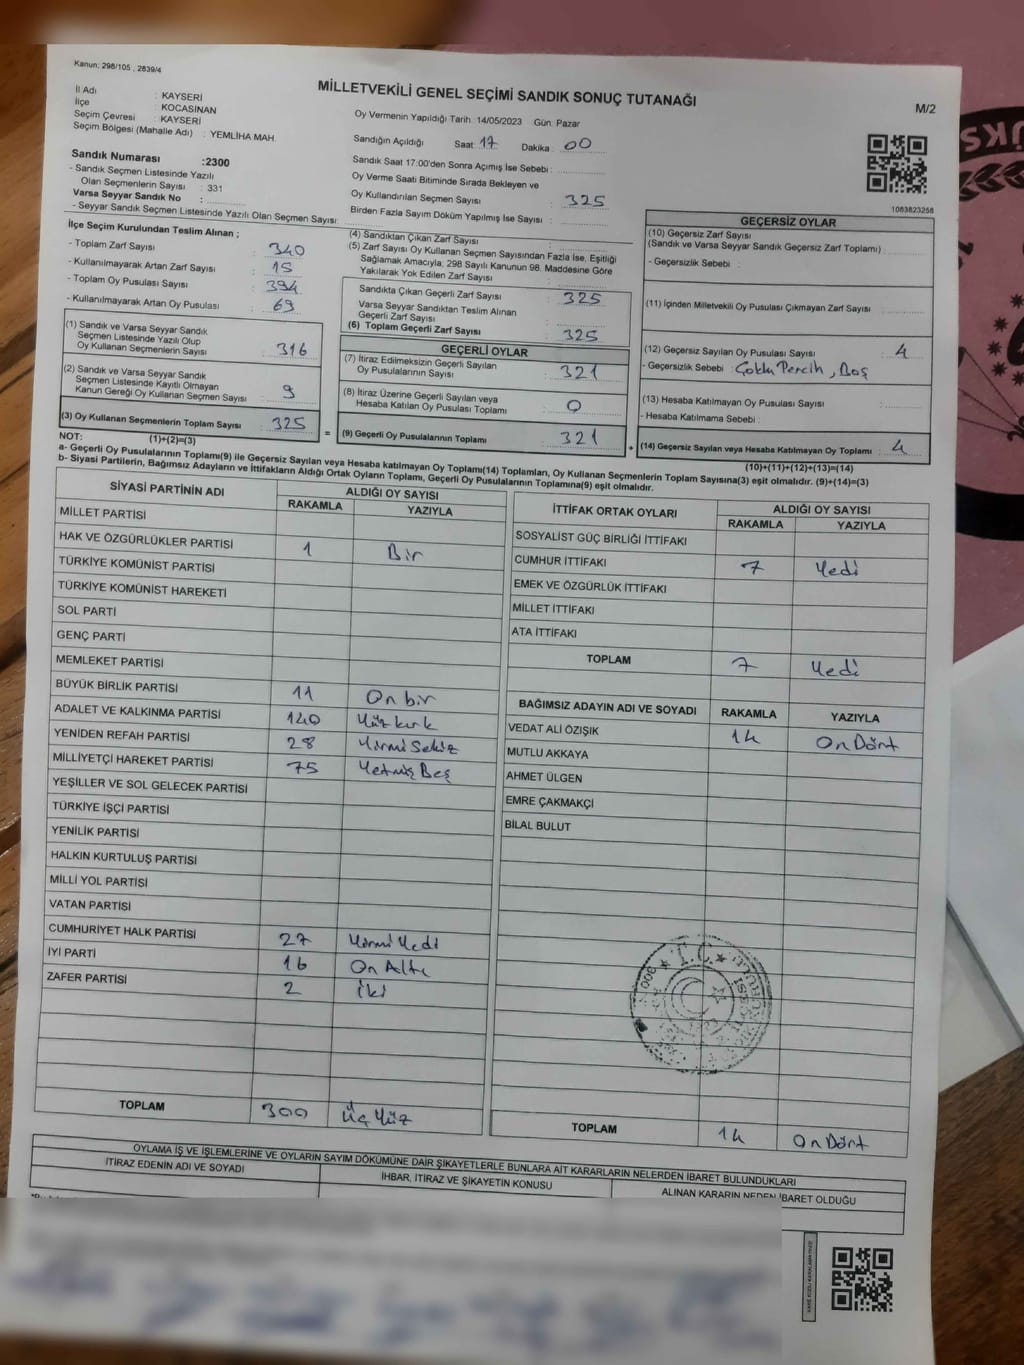 Kanun: 298/105 , 2839/4
MİLLETVEKİLİ GENEL SEÇİMİ SANDIK SONUÇ TUTANAĞI
M/2
İl Adı : KAYSERİ
İlçe : KOCASİNAN
Seçim Çevresi : KAYSERİ
Seçim Bölgesi (Mahalle Adı) : YEMLİHA MAH.
Oy Vermenin Yapıldığı Tarih: 14/05/2023 Gün: Pazar
Sandığın Açıldığı Saat: 17 Dakika: 00
Sandık Saat 17:00'den Sonra Açımış İse Sebebi :
Oy Verme Saati Bitiminde Sırada Bekleyen ve
Oy Kullandırılan Seçmen Sayısı : 325
Birden Fazla Sayım Döküm Yapılmış İse Sayısı :
Sandık Numarası :2300
- Sandık Seçmen Listesinde Yazılı
Olan Seçmenlerin Sayısı : 331
Varsa Seyyar Sandık No :
- Seyyar Sandık Seçmen Listesinde Yazılı Olan Seçmen Sayısı:
1063823256
İlçe Seçim Kurulundan Teslim Alınan ;
- Toplam Zarf Sayısı : 340
- Kullanılmayarak Artan Zarf Sayısı : 15
- Toplam Oy Pusulası Sayısı : 394
- Kullanılmayarak Artan Oy Pusulası : 69
(1) Sandık ve Varsa Seyyar Sandık
Seçmen Listesinde Yazılı Olup
Oy Kullanan Seçmenlerin Sayısı : 316
(2) Sandık ve Varsa Seyyar Sandık
Seçmen Listesinde Kayıtlı Olmayan
Kanun Gereği Oy Kullanan Seçmen Sayısı : 9
(3) Oy Kullanan Seçmenlerin Toplam Sayısı : 325
(1)+(2)=(3)
(4) Sandıktan Çıkan Zarf Sayısı :
(5) Zarf Sayısı Oy Kullanan Seçmen Sayısından Fazla İse, Eşitliği
Sağlamak Amacıyla, 298 Sayılı Kanunun 98. Maddesine Göre
Yakılarak Yok Edilen Zarf Sayısı :
Sandıkta Çıkan Geçerli Zarf Sayısı : 325
Varsa Seyyar Sandıktan Teslim Alınan
Geçerli Zarf Sayısı :
(6) Toplam Geçerli Zarf Sayısı : 325
GEÇERLİ OYLAR
(7) İtiraz Edilmeksizin Geçerli Sayılan
Oy Pusulalarının Sayısı : 321
(8) İtiraz Üzerine Geçerli Sayılan veya
Hesaba Katılan Oy Pusulası Toplamı : 0
= (9) Geçerli Oy Pusulalarının Toplamı : 321 +
GEÇERSİZ OYLAR
(10) Geçersiz Zarf Sayısı
(Sandık ve Varsa Seyyar Sandık Geçersiz Zarf Toplamı) :
- Geçersizlik Sebebi :
(11) İçinden Milletvekili Oy Pusulası Çıkmayan Zarf Sayısı :
(12) Geçersiz Sayılan Oy Pusulası Sayısı : 4
- Geçersizlik Sebebi : Çoklu Percih, Boş
(13) Hesaba Katılmayan Oy Pusulası Sayısı :
- Hesaba Katılmama Sebebi :
(14) Geçersiz Sayılan veya Hesaba Katılmayan Oy Toplamı : 4
(10)+(11)+(12)+(13)=(14)
NOT:
a- Geçerli Oy Pusulalarının Toplamı(9) ile Geçersiz Sayılan veya Hesaba katılmayan Oy Toplamı(14) Toplamları, Oy Kullanan Seçmenlerin Toplam Sayısına(3) eşit olmalıdır. (9)+(14)=(3)
b- Siyasi Partilerin, Bağımsız Adayların ve İttifakların Aldığı Ortak Oyların Toplamı, Geçerli Oy Pusulalarının Toplamına(9) eşit olmalıdır.
SİYASİ PARTİNİN ADI ALDIĞI OY SAYISI
RAKAMLA YAZIYLA
MİLLET PARTİSİ
HAK VE ÖZGÜRLÜKLER PARTİSİ 1 Bir
TÜRKİYE KOMÜNİST PARTİSİ
TÜRKİYE KOMÜNİST HAREKETİ
SOL PARTİ
GENÇ PARTİ
MEMLEKET PARTİSİ
BÜYÜK BİRLİK PARTİSİ 11 On bir
ADALET VE KALKINMA PARTİSİ 140 Yüz kırk
YENİDEN REFAH PARTİSİ 28 Yirmi Sekiz
MİLLİYETÇİ HAREKET PARTİSİ 75 Yetmiş Beş
YEŞİLLER VE SOL GELECEK PARTİSİ
TÜRKİYE İŞÇİ PARTİSİ
YENİLİK PARTİSİ
HALKIN KURTULUŞ PARTİSİ
MİLLİ YOL PARTİSİ
VATAN PARTİSİ
CUMHURİYET HALK PARTİSİ 27 Yirmi Yedi
İYİ PARTİ 16 On Altı
ZAFER PARTİSİ 2 İki
TOPLAM 300 Üç Yüz
İTTİFAK ORTAK OYLARI ALDIĞI OY SAYISI
RAKAMLA YAZIYLA
SOSYALİST GÜÇ BİRLİĞİ İTTİFAKI
CUMHUR İTTİFAKI 7 Yedi
EMEK VE ÖZGÜRLÜK İTTİFAKI
MİLLET İTTİFAKI
ATA İTTİFAKI
TOPLAM 7 Yedi
BAĞIMSIZ ADAYIN ADI VE SOYADI RAKAMLA YAZIYLA
VEDAT ALİ ÖZIŞIK 14 On Dört
MUTLU AKKAYA
AHMET ÜLGEN
EMRE ÇAKMAKÇİ
BİLAL BULUT
T.C.
TOPLAM 14 On Dört
OYLAMA İŞ VE İŞLEMLERİNE VE OYLARIN SAYIM DÖKÜMÜNE DAİR ŞİKAYETLERLE BUNLARA AİT KARARLARIN NELERDEN İBARET BULUNDUKLARI
İTİRAZ EDENİN ADI VE SOYADI İHBAR, İTİRAZ VE ŞİKAYETİN KONUSU ALINAN KARARIN NEDEN İBARET OLDUĞU